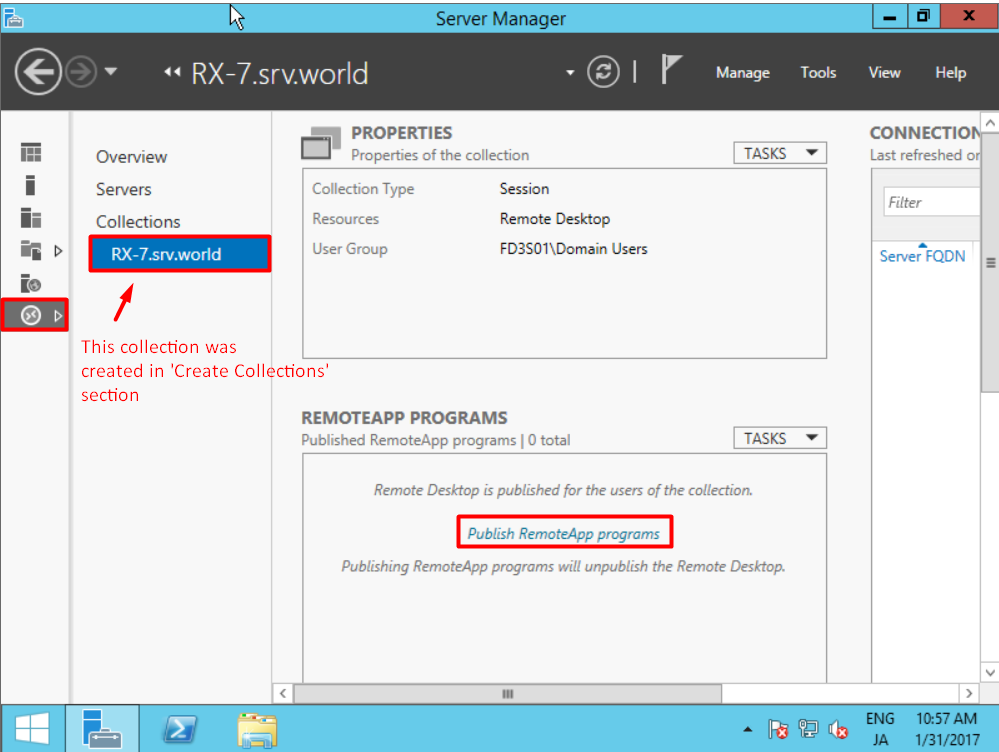 Server Manager
RX-7.srv.world
Manage Tools View Help
Overview
Servers
Collections
RX-7.srv.world
This collection was
created in 'Create Collections'
section
PROPERTIES
Properties of the collection
TASKS
Collection Type Session
Resources Remote Desktop
User Group FD3S01\Domain Users
REMOTEAPP PROGRAMS
Published RemoteApp programs | 0 total
TASKS
Remote Desktop is published for the users of the collection.
Publish RemoteApp programs
Publishing RemoteApp programs will unpublish the Remote Desktop.
CONNECTION
Last refreshed or
Filter
Server FQDN
ENG 10:57 AM
JA 1/31/2017